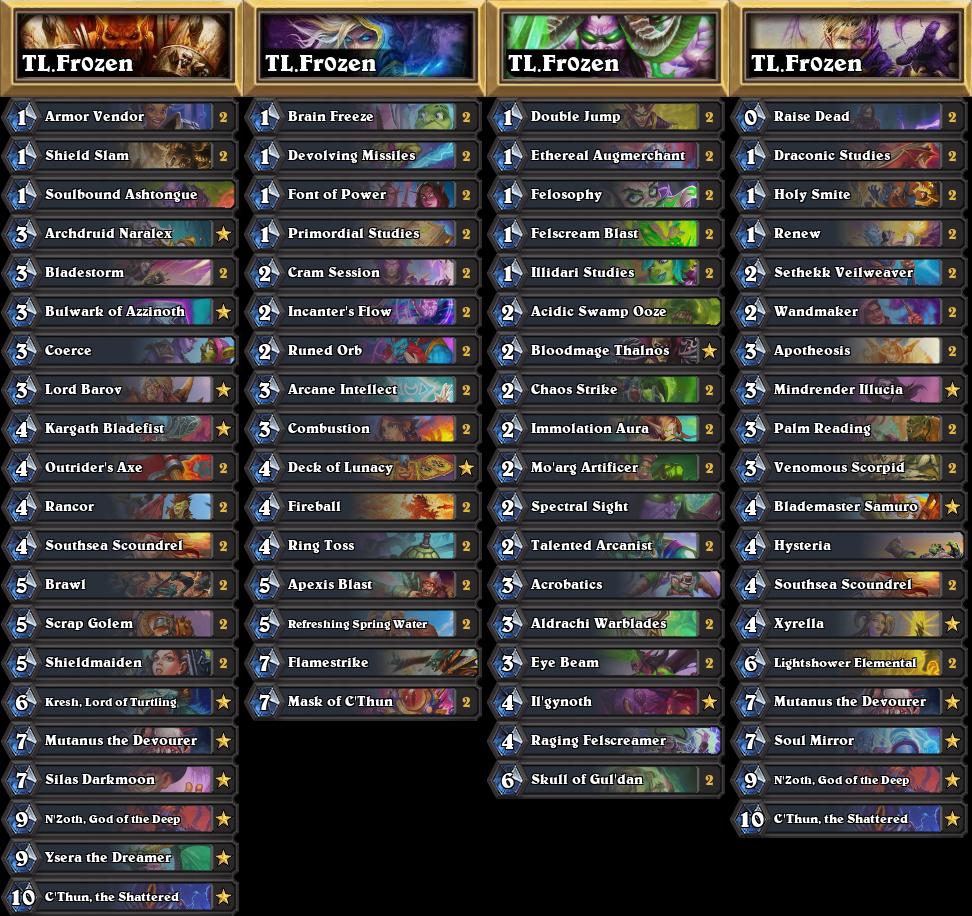 TL.Fr0zen
1 Armor Vendor 2
1 Shield Slam 2
1 Soulbound Ashtongue
3 Archdruid Naralex
3 Bladestorm 2
3 Bulwark of Azzinoth
3 Coerce
3 Lord Barov
4 Kargath Bladefist
4 Outrider's Axe 2
4 Rancor 2
4 Southsea Scoundrel 2
5 Brawl 2
5 Scrap Golem 2
5 Shieldmaiden 2
6 Kresh, Lord of Turtling
7 Mutanus the Devourer
7 Silas Darkmoon
9 N'Zoth, God of the Deep
9 Ysera the Dreamer
10 C'Thun, the Shattered
TL.Fr0zen
1 Brain Freeze 2
1 Devolving Missiles 2
1 Font of Power 2
1 Primordial Studies 2
2 Cram Session 2
2 Incanter's Flow 2
2 Runed Orb 2
3 Arcane Intellect 2
3 Combustion 2
4 Deck of Lunacy
4 Fireball 2
4 Ring Toss 2
5 Apexis Blast 2
5 Refreshing Spring Water 2
7 Flamestrike
7 Mask of C'Thun 2
TL.Fr0zen
1 Double Jump 2
1 Ethereal Augmerchant 2
1 Felosophy 2
1 Felscream Blast 2
1 Illidari Studies 2
2 Acidic Swamp Ooze
2 Bloodmage Thalnos
2 Chaos Strike 2
2 Immolation Aura 2
2 Mo'arg Artificer 2
2 Spectral Sight
2 Talented Arcanist 2
3 Acrobatics
3 Aldrachi Warblades 2
3 Eye Beam 2
4 Il'gynoth
4 Raging Felscreamer
6 Skull of Gul'dan 2
TL.Fr0zen
0 Raise Dead 2
1 Draconic Studies 2
1 Holy Smite 2
1 Renew 2
2 Sethekk Veilweaver 2
2 Wandmaker 2
3 Apotheosis 2
3 Mindrender Illucia
3 Palm Reading 2
3 Venomous Scorpid 2
4 Blademaster Samuro
4 Hysteria
4 Southsea Scoundrel 2
4 Xyrella
6 Lightshower Elemental 2
7 Mutanus the Devourer
7 Soul Mirror
9 N'Zoth, God of the Deep
10 C'Thun, the Shattered